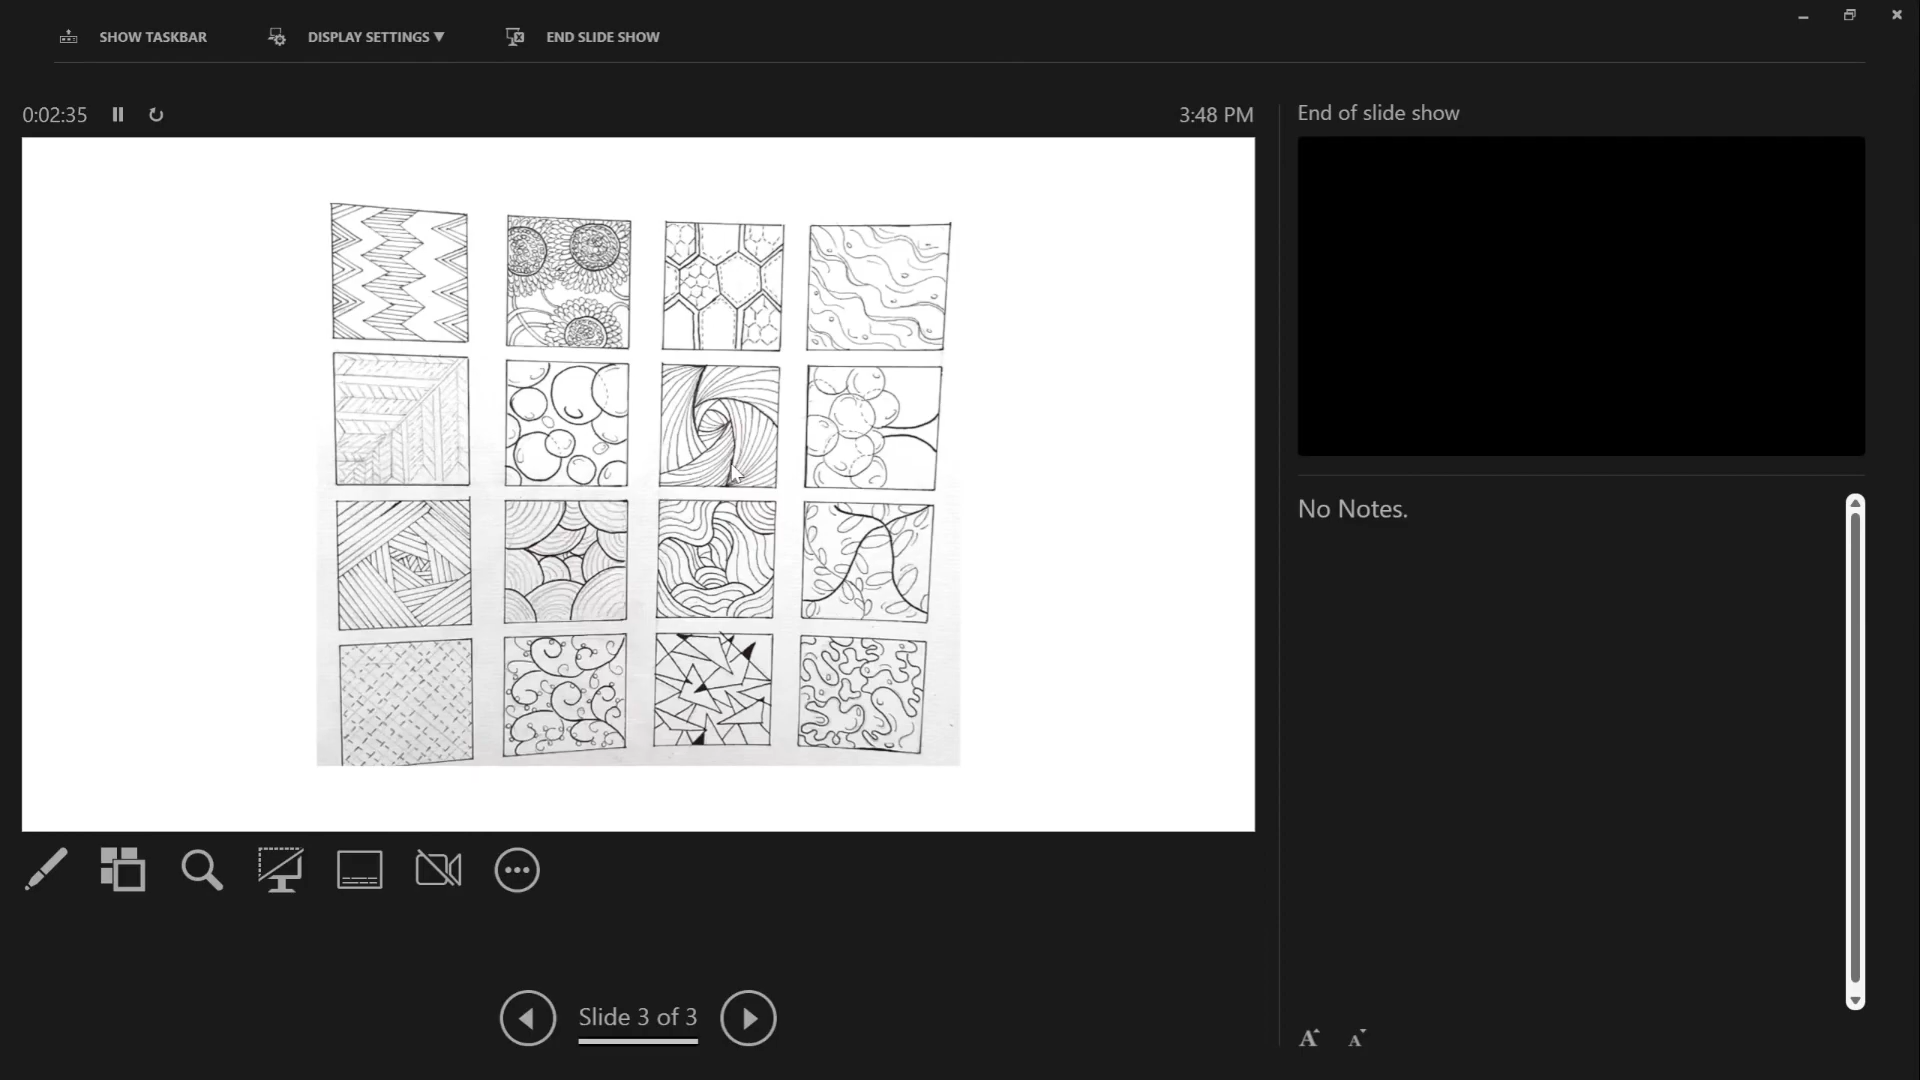 SHOW TASKBAR
DISPLAY SETTINGS ▼
END SLIDE SHOW
0:02:35
3:48 PM
End of slide show
No Notes.
Slide 3 of 3
A
A